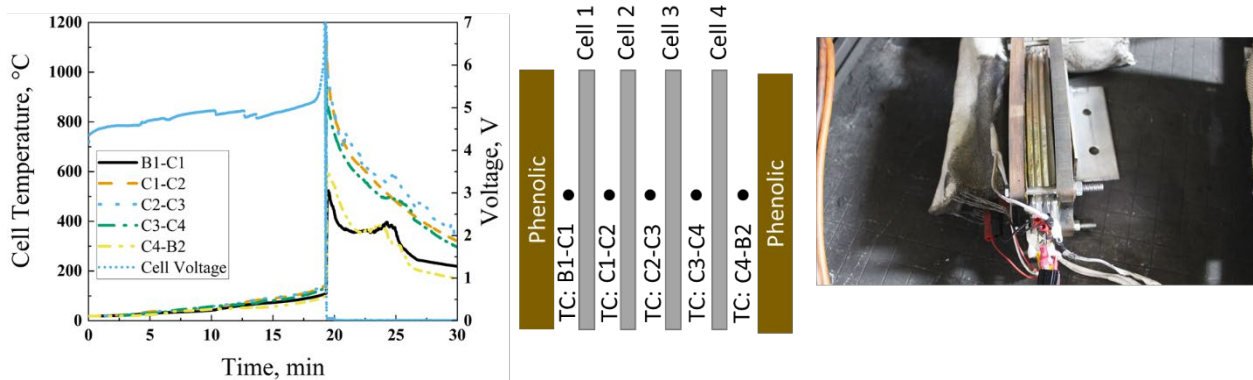 1200
1000
800
600
400
200
0
Cell Temperature, °C
B1-C1
C1-C2
C2-C3
C3-C4
C4-B2
Cell Voltage
7
6
5
4
3
2
1
0
Voltage, V
0 5 10 15 20 25 30
Time, min
Cell 1
Cell 2
Cell 3
Cell 4
Phenolic
TC: B1-C1
TC: C1-C2
TC: C2-C3
TC: C3-C4
TC: C4-B2
Phenolic